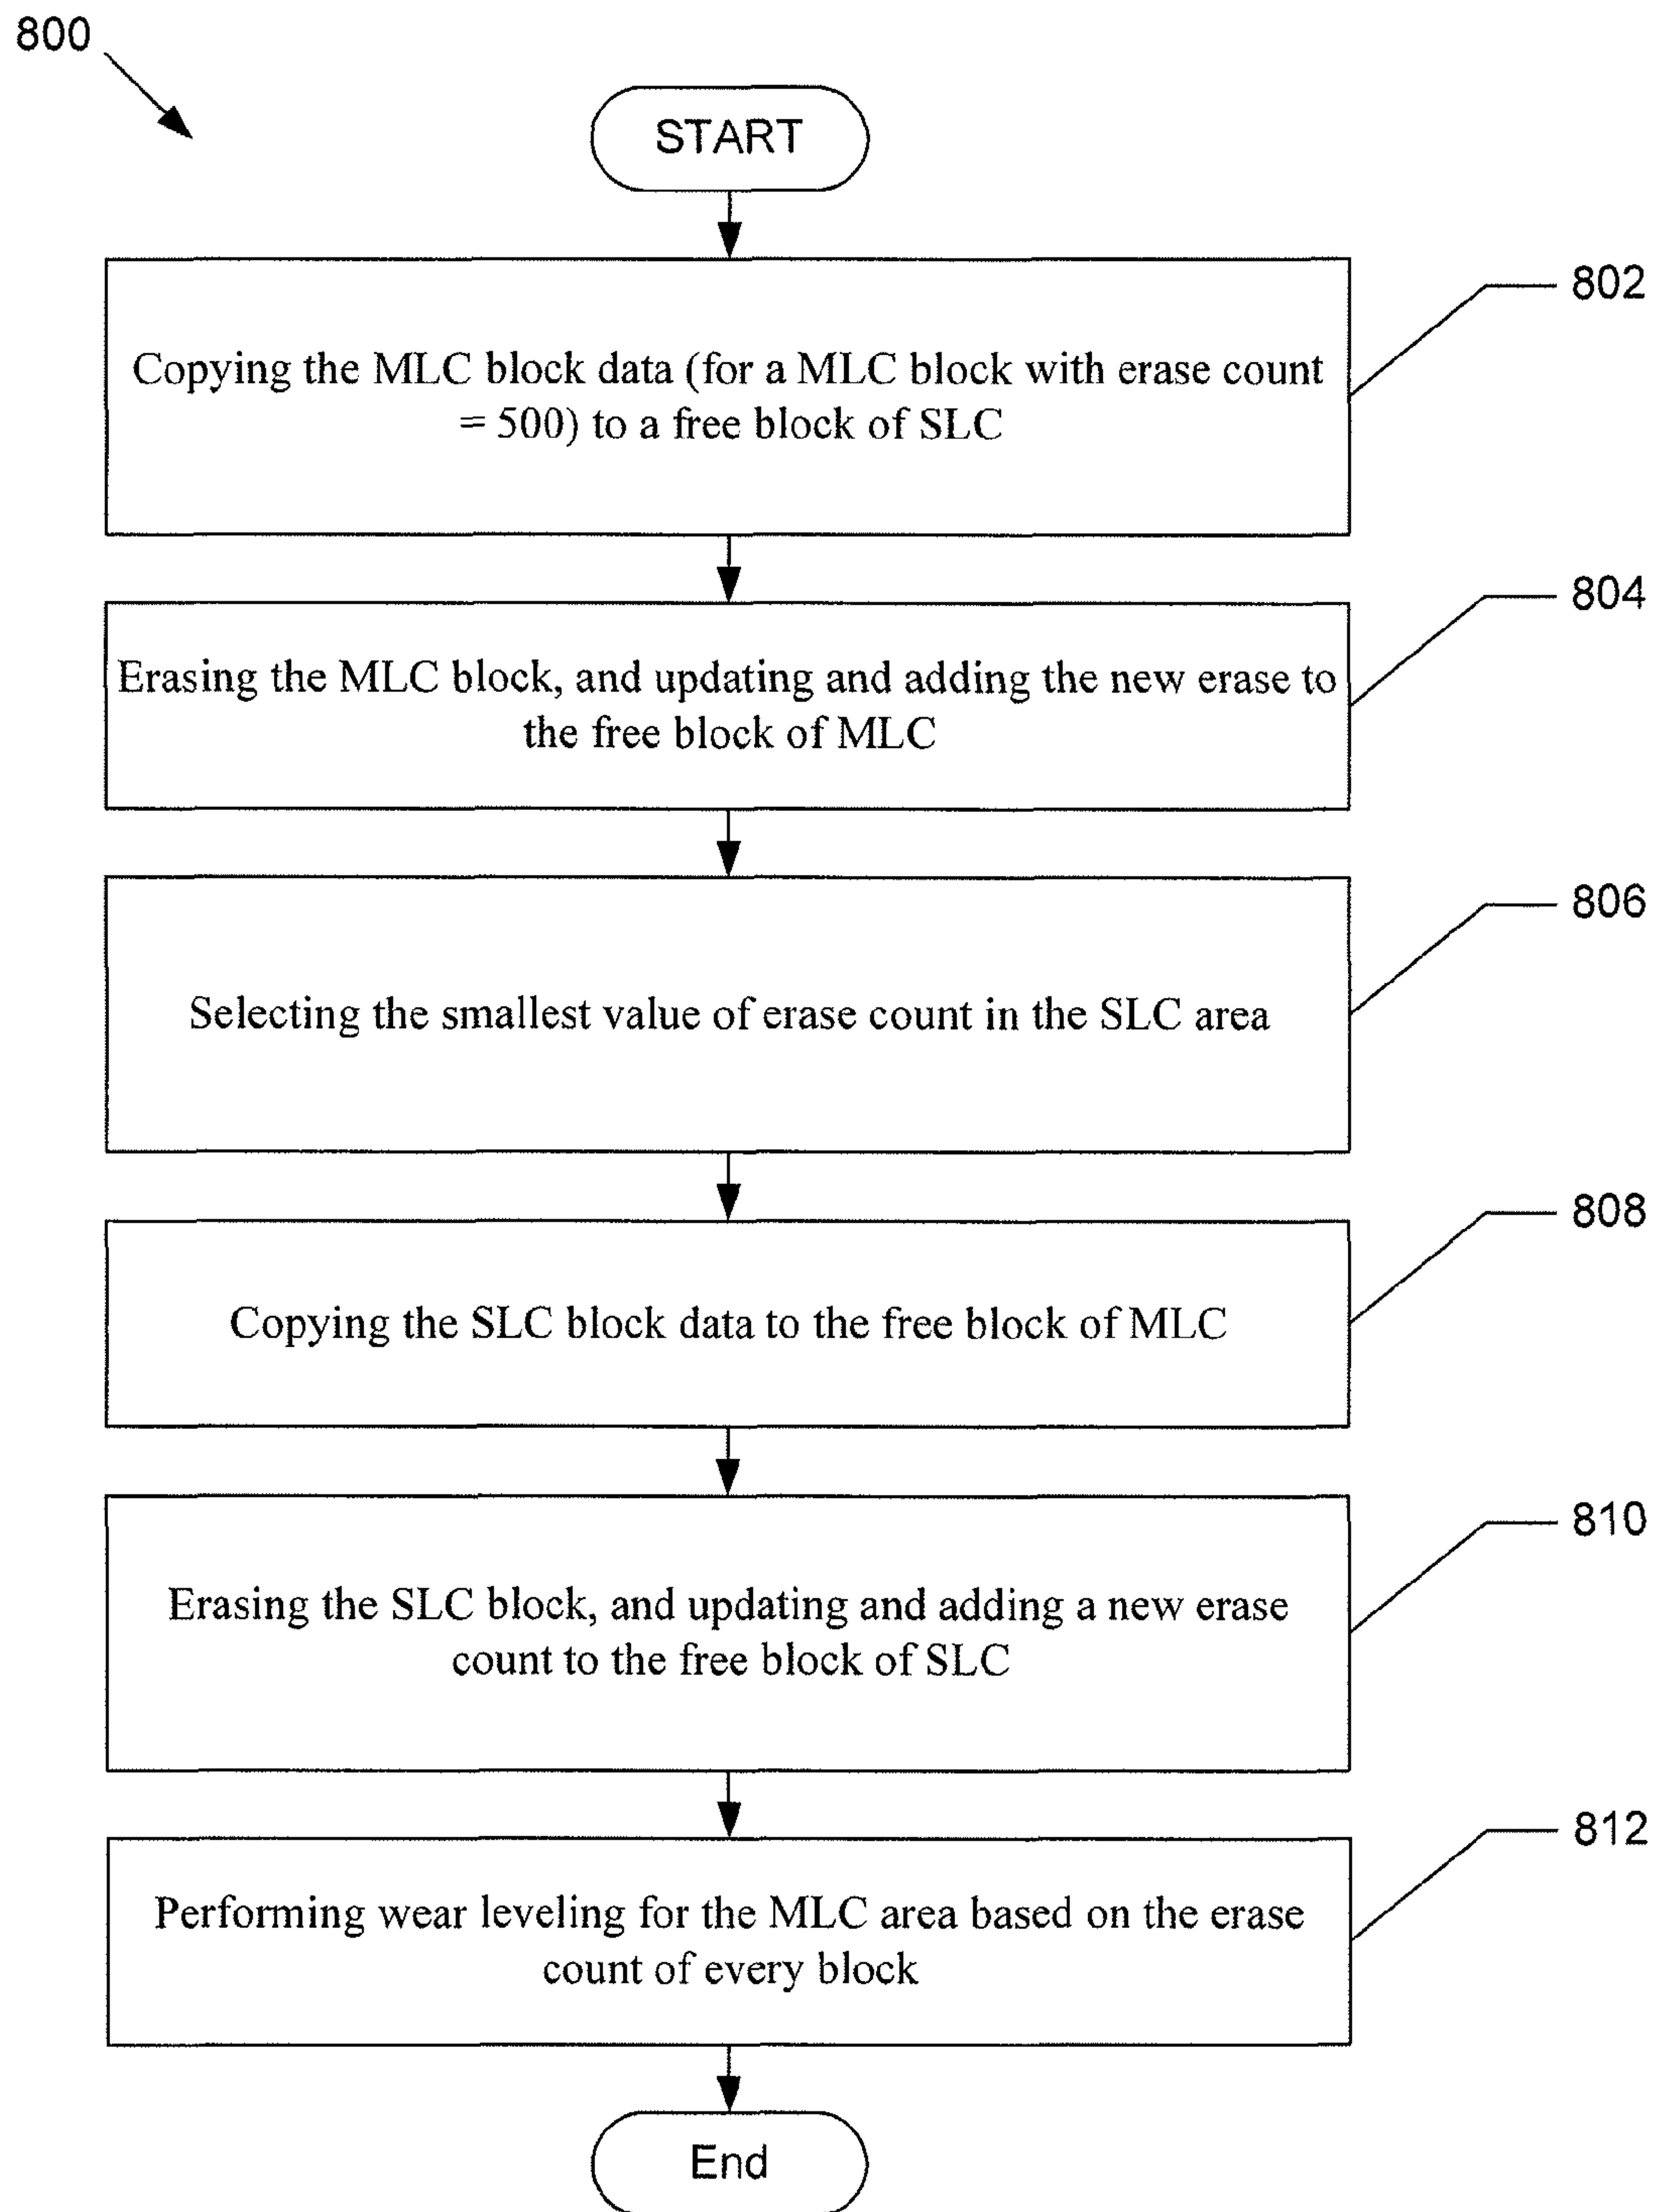 800
START
802
Copying the MLC block data (for a MLC block with erase count
= 500) to a free block of SLC
804
Erasing the MLC block, and updating and adding the new erase to
the free block of MLC
806
Selecting the smallest value of erase count in the SLC area
808
Copying the SLC block data to the free block of MLC
810
Erasing the SLC block, and updating and adding a new erase
count to the free block of SLC
812
Performing wear leveling for the MLC area based on the erase
count of every block
End